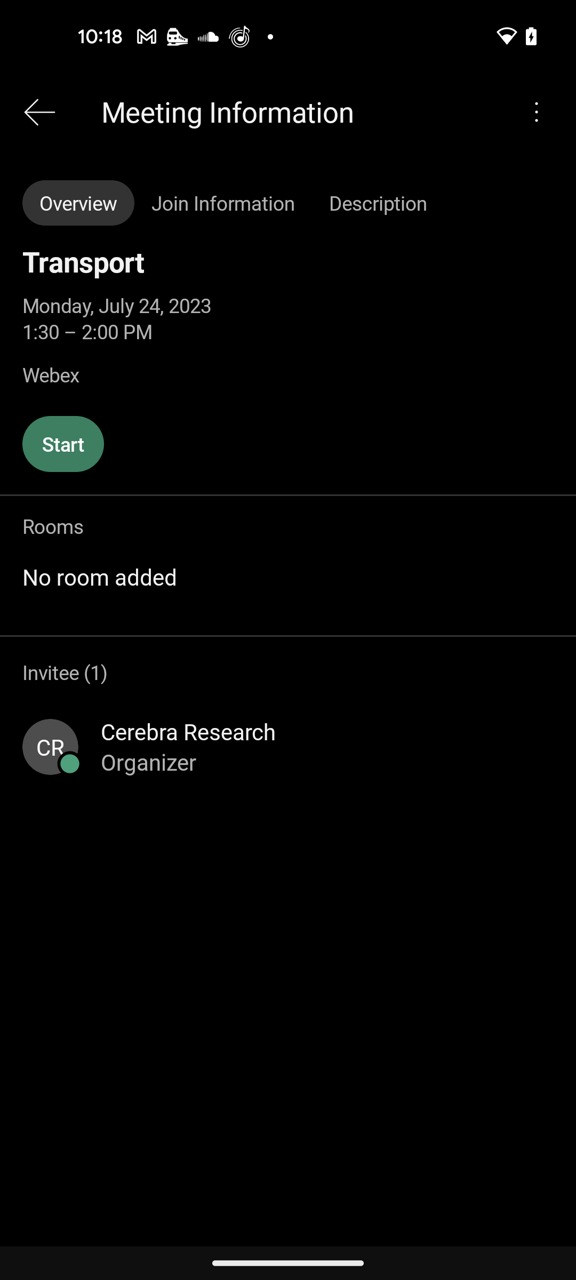 10:18
Meeting Information
Overview Join Information Description
Transport
Monday, July 24, 2023
1:30 – 2:00 PM
Webex
Start
Rooms
No room added
Invitee (1)
CR
Cerebra Research
Organizer